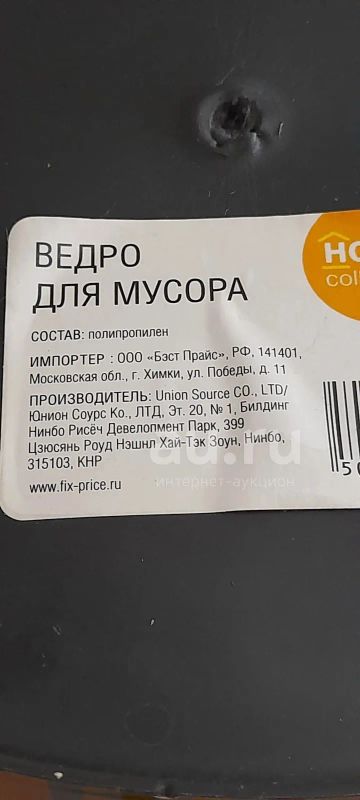 ВЕДРО
ДЛЯ МУСОРА
СОСТАВ: полипропилен
ИМПОРТЕР : ООО «Бэст Прайс», РФ, 141401,
Московская обл., г. Химки, ул. Победы, д. 11
ПРОИЗВОДИТЕЛЬ: Union Source CO., LTD/
Юнион Соурс Ко., ЛТД, Эт. 20, № 1, Билдинг
Нинбо Рисёч Девелопмент Парк, 399
Цзюсянь Роуд Нэшнл Хай-Тэк Зоун, Нинбо,
315103, КНР
www.fix-price.ru
au.ru
интернет-аукцион